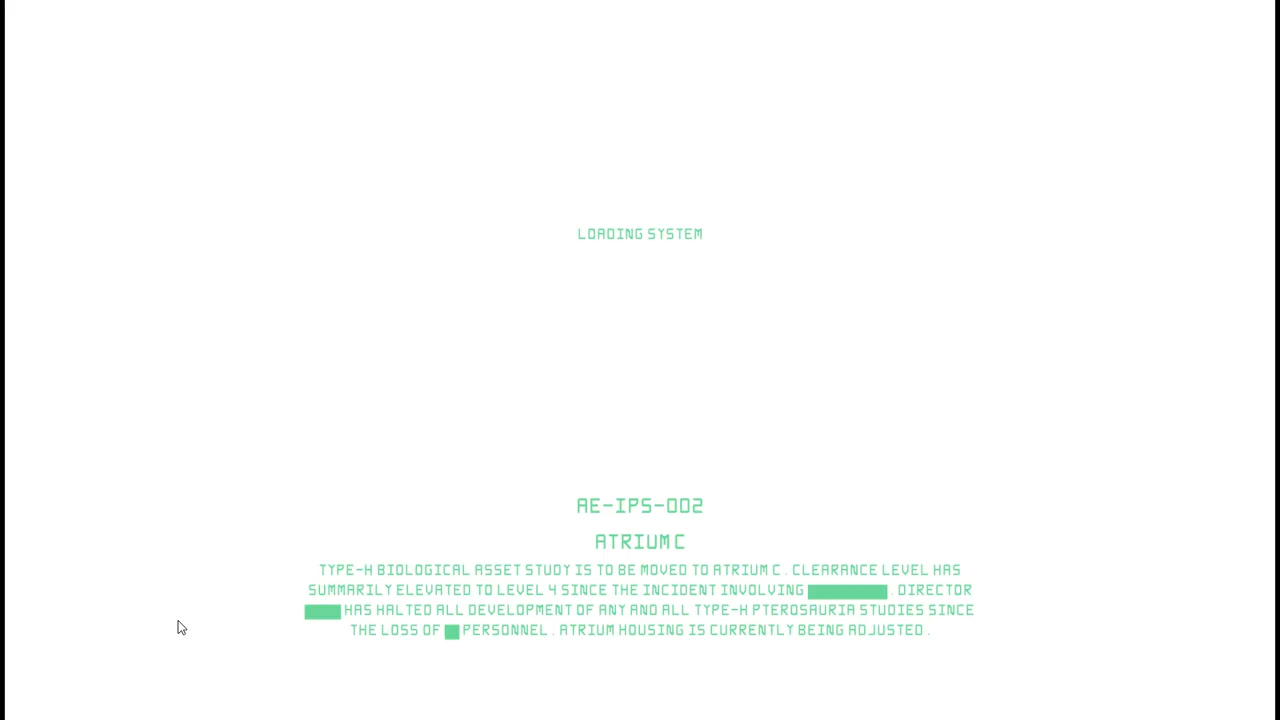 LOADING SYSTEM
AE-IPS-002
ATRIUM C
TYPE-H BIOLOGICAL ASSET STUDY IS TO BE MOVED TO ATRIUM C . CLEARANCE LEVEL HAS
SUMMARILY ELEVATED TO LEVEL 4 SINCE THE INCIDENT INVOLVING . DIRECTOR
HAS HALTED ALL DEVELOPMENT OF ANY AND ALL TYPE-H PTEROSAURIA STUDIES SINCE
THE LOSS OF PERSONNEL . ATRIUM HOUSING IS CURRENTLY BEING ADJUSTED .